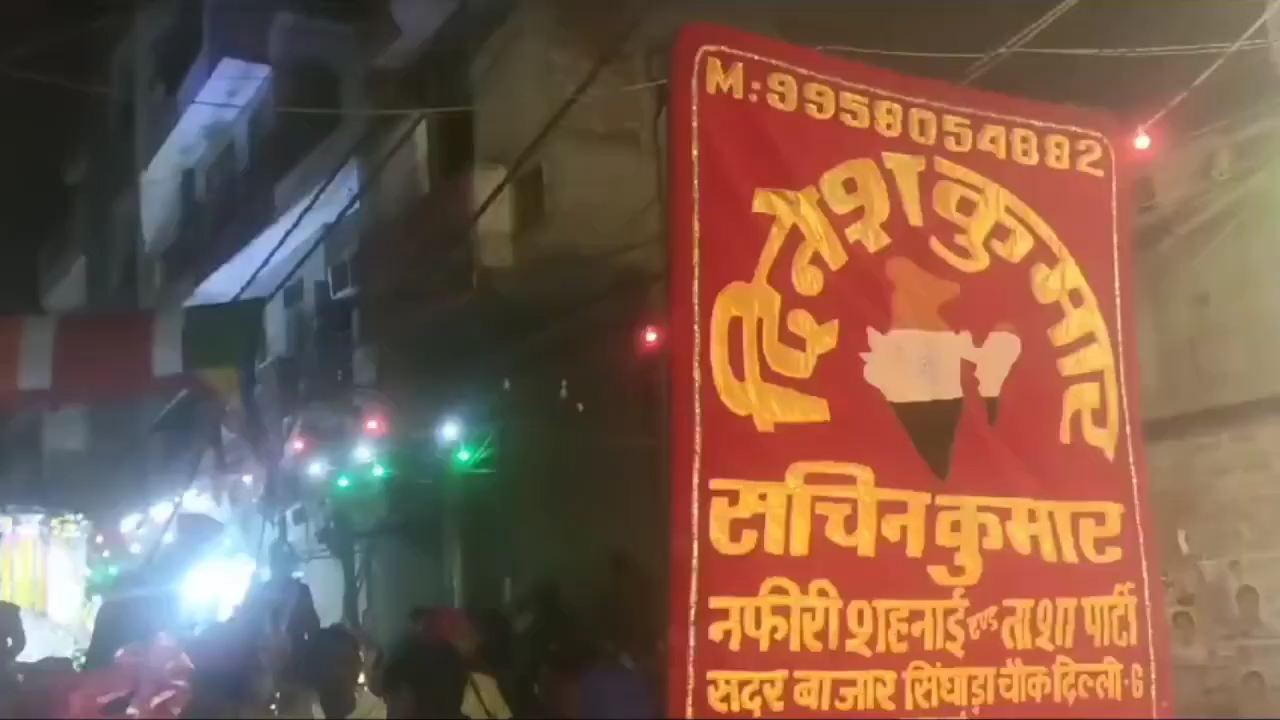 M:9958054882
दिनेश कुमार
सचिन कुमार
नफीरी शहनाई एण्ड ताशा पार्टी
सदर बाजार सिंघाड़ा चौक दिल्ली-6